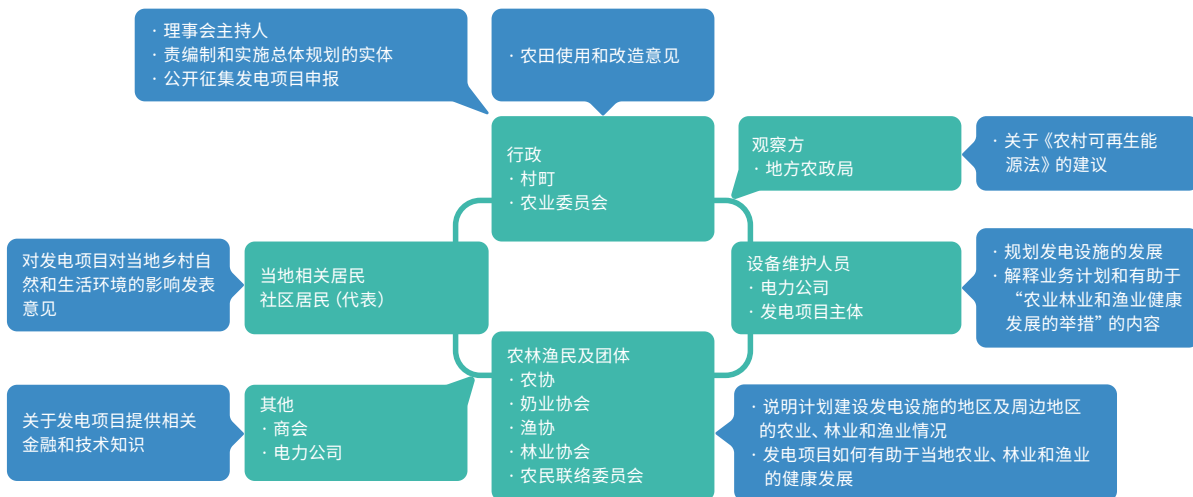 · 理事会主持人
· 责编制和实施总体规划的实体
· 公开征集发电项目申报
· 农田使用和改造意见
行政
· 村町
· 农业委员会
观察方
· 地方农政局
· 关于《农村可再生能
源法》的建议
对发电项目对当地乡村自
然和生活环境的影响发表
意见
当地相关居民
社区居民（代表）
设备维护人员
· 电力公司
· 发电项目主体
· 规划发电设施的发展
· 解释业务计划和有助于
“农业林业和渔业健康
发展的举措”的内容
关于发电项目提供相关
金融和技术知识
其他
· 商会
· 电力公司
农林渔民及团体
· 农协
· 奶业协会
· 渔协
· 林业协会
· 农民联络委员会
· 说明计划建设发电设施的地区及周边地区
的农业、林业和渔业情况
· 发电项目如何有助于当地农业、林业和渔业
的健康发展